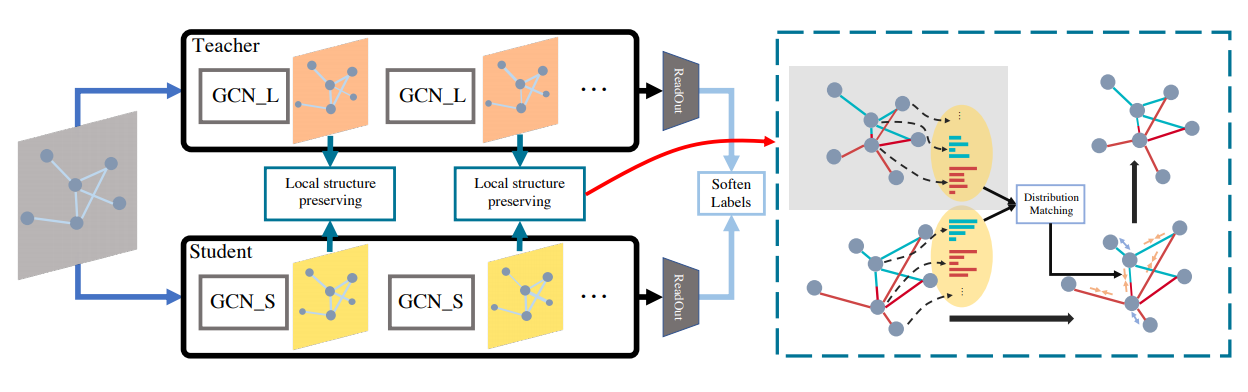 Teacher
GCN_L
GCN_L
...
ReadOut
Local structure
preserving
Local structure
preserving
Soften
Labels
Student
GCN_S
GCN_S
...
ReadOut
...
Distribution
Matching
...